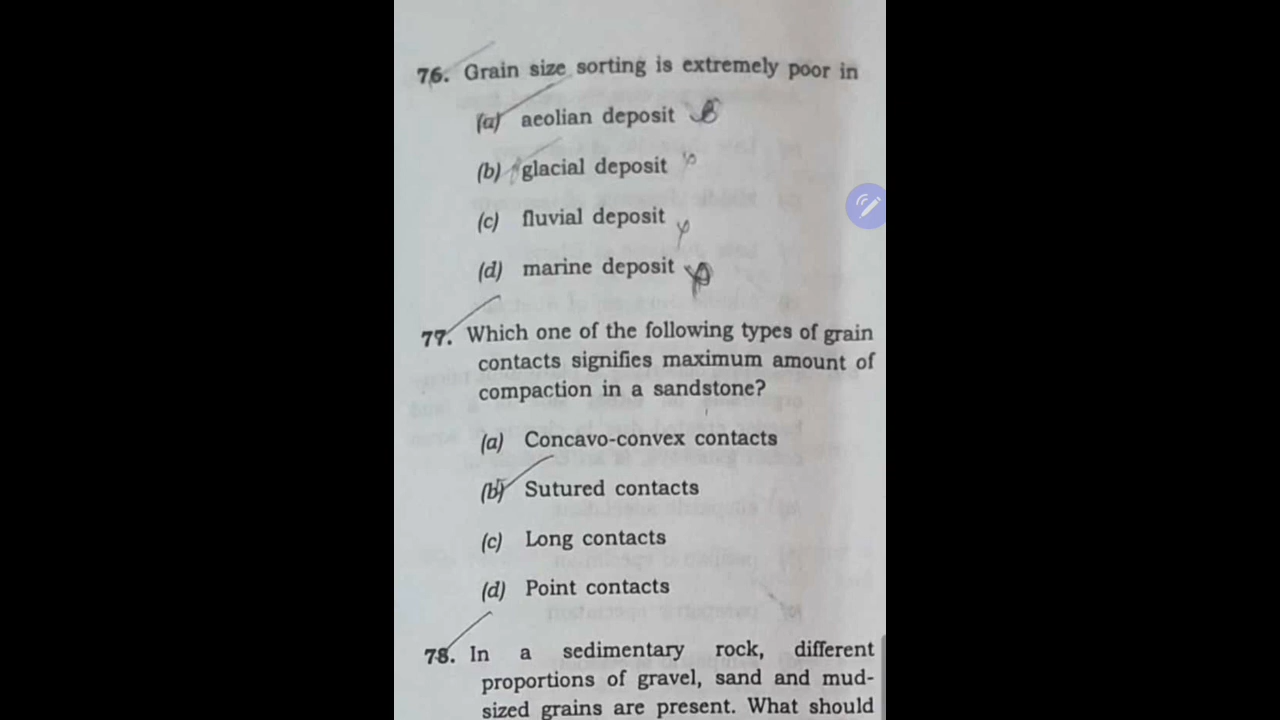 76. Grain size sorting is extremely poor in
(a) aeolian deposit
(b) glacial deposit
(c) fluvial deposit
(d) marine deposit
77. Which one of the following types of grain
contacts signifies maximum amount of
compaction in a sandstone?
(a) Concavo-convex contacts
(b) Sutured contacts
(c) Long contacts
(d) Point contacts
78. In a sedimentary rock, different
proportions of gravel, sand and mud-
sized grains are present. What should